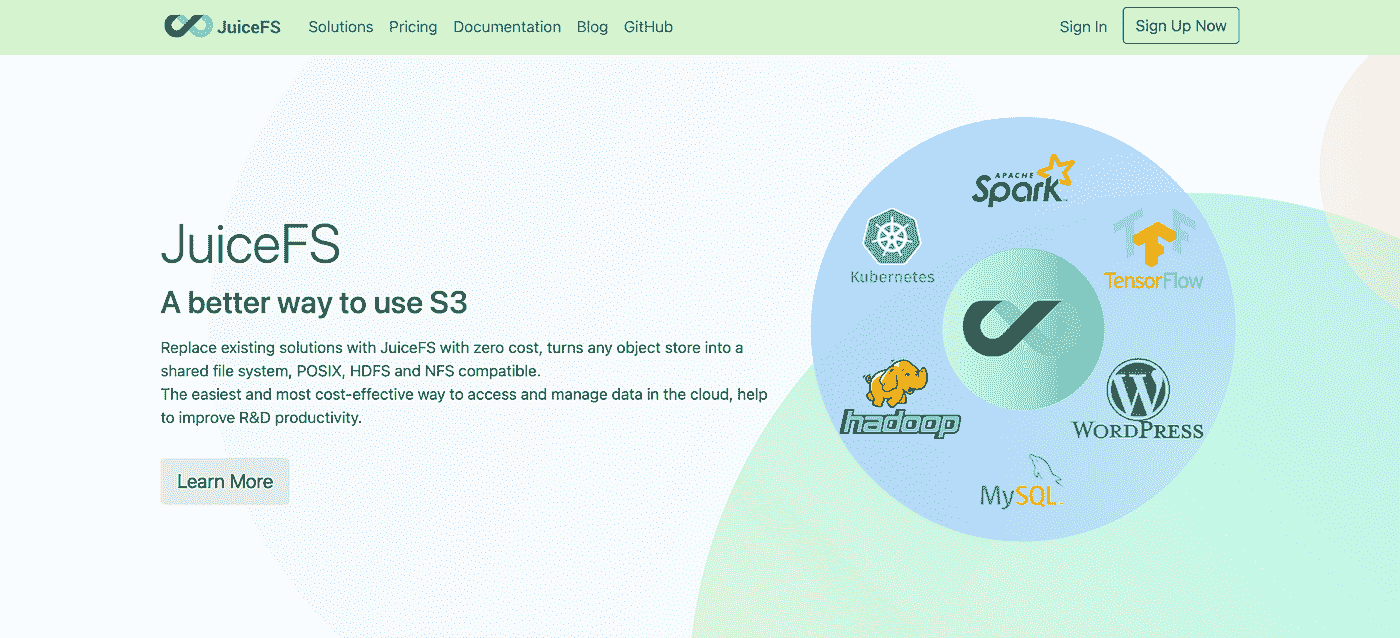 JuiceFS Solutions Pricing Documentation Blog GitHub Sign In Sign Up Now
JuiceFS
A better way to use S3
Replace existing solutions with JuiceFS with zero cost, turns any object store into a
shared file system, POSIX, HDFS and NFS compatible.
The easiest and most cost-effective way to access and manage data in the cloud, help
to improve R&D productivity.
Learn More
APACHE
Spark
Kubernetes
TensorFlow
hadoop
WORDPRESS
MySQL